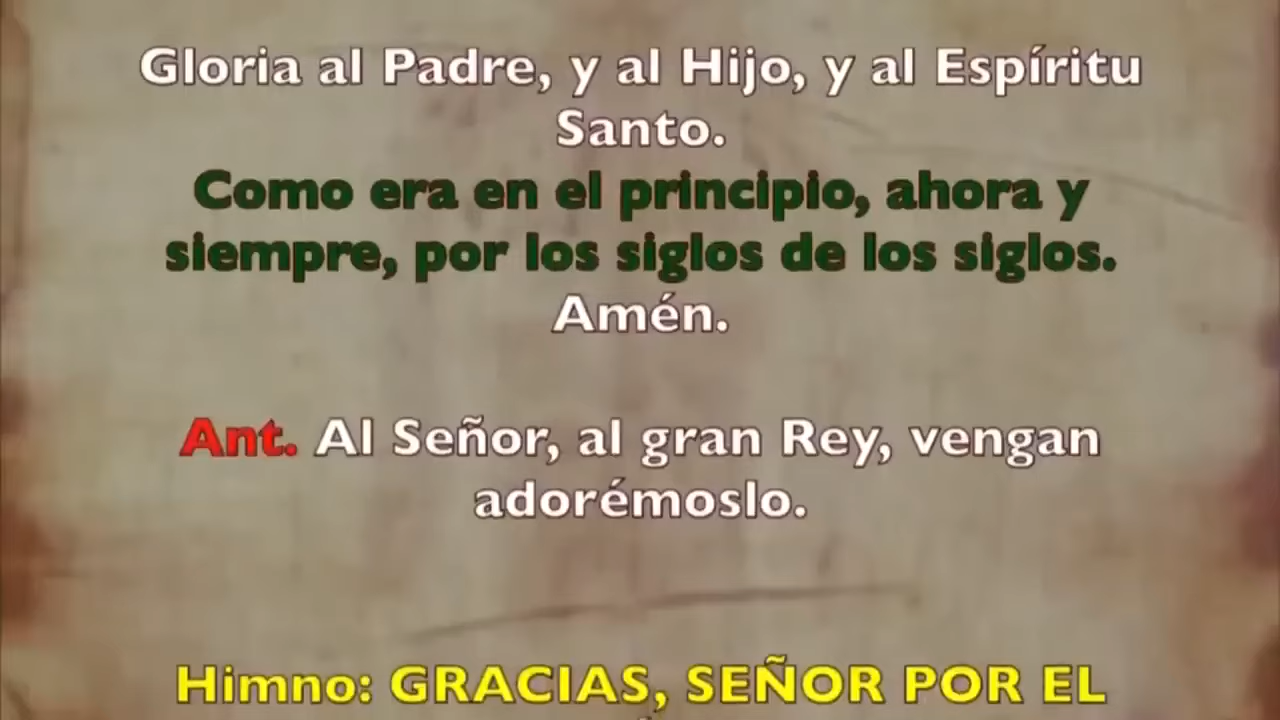 Gloria al Padre, y al Hijo, y al Espíritu
Santo.
Como era en el principio, ahora y
siempre, por los siglos de los siglos.
Amén.
Ant. Al Señor, al gran Rey, vengan
adorémoslo.
Himno: GRACIAS, SEÑOR POR EL